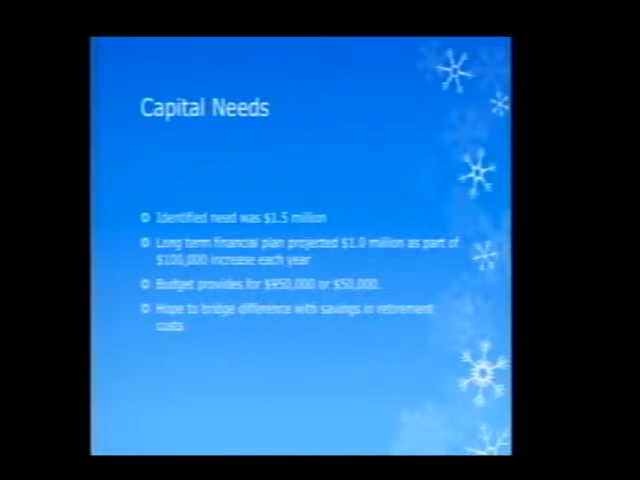 Capital Needs
Identified need was $1.5 million
Long term financial plan projected $1.0 million as part of
$100,000 increase each year
Budget provides for $950,000 or $50,000.
Hope to bridge difference with savings in retirement
costs